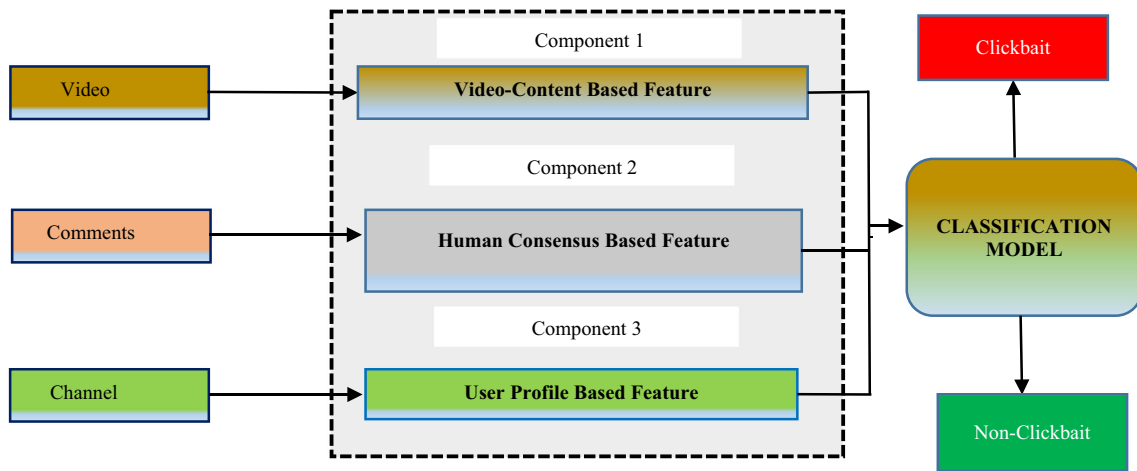 Component 1
Clickbait
Video
Video-Content Based Feature
Component 2
Comments
Human Consensus Based Feature
CLASSIFICATION
MODEL
Component 3
Channel
User Profile Based Feature
Non-Clickbait